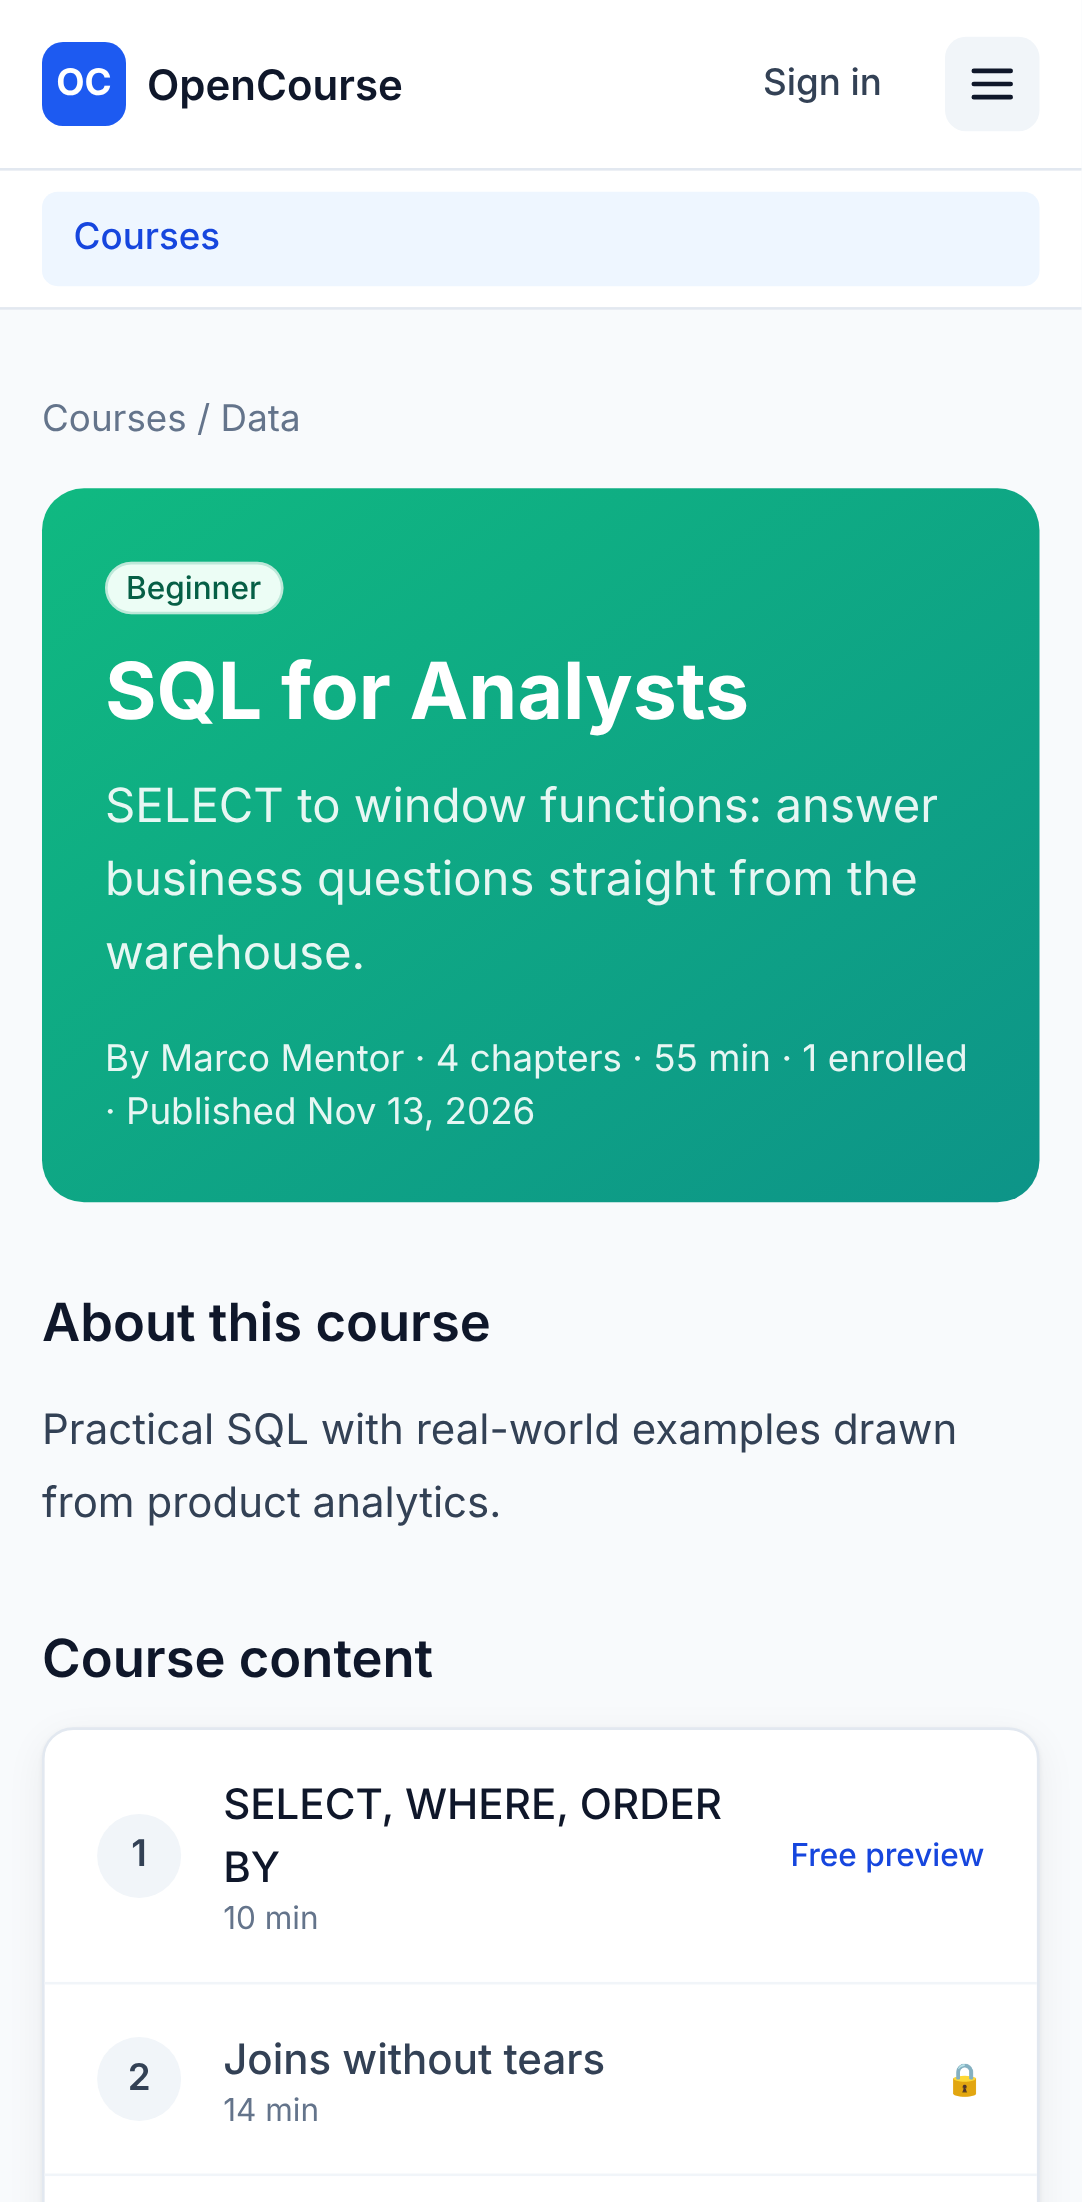 OC OpenCourse Sign in
Courses
Courses / Data
Beginner
SQL for Analysts
SELECT to window functions: answer
business questions straight from the
warehouse.
By Marco Mentor · 4 chapters · 55 min · 1 enrolled
· Published Nov 13, 2026
About this course
Practical SQL with real-world examples drawn
from product analytics.
Course content
1 SELECT, WHERE, ORDER
BY
Free preview
10 min
2 Joins without tears
14 min